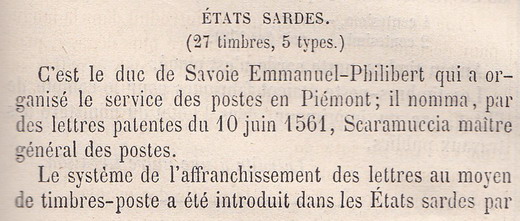 ÉTATS SARDES.
(27 timbres, 5 types.)
C'est le duc de Savoie Emmanuel-Philibert qui a or-
ganisé le service des postes en Piémont; il nomma, par
des lettres patentes du 10 juin 1561, Scaramuccia maître
général des postes.
Le système de l'affranchissement des lettres au moyen
de timbres-poste a été introduit dans les États sardes par